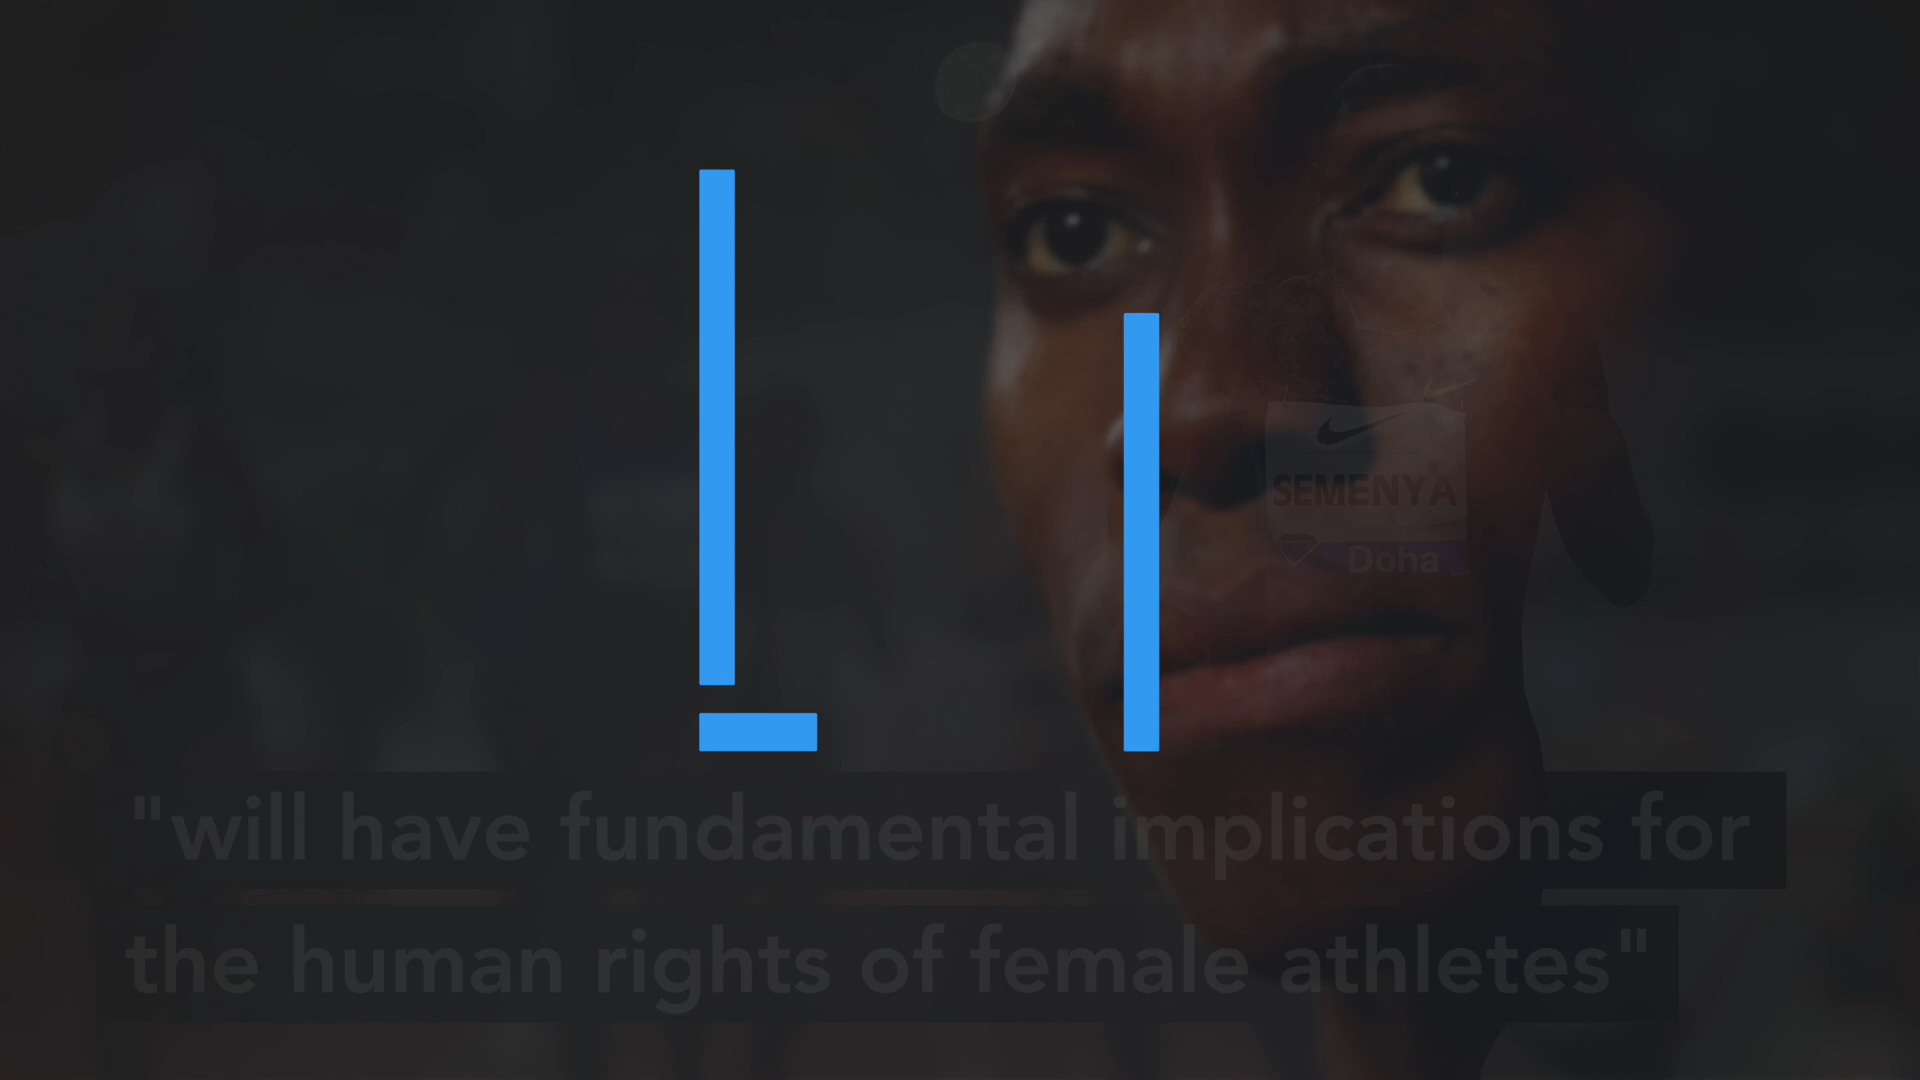 SEMENYA
Doha
"will have fundamental implications for
the human rights of female athletes"